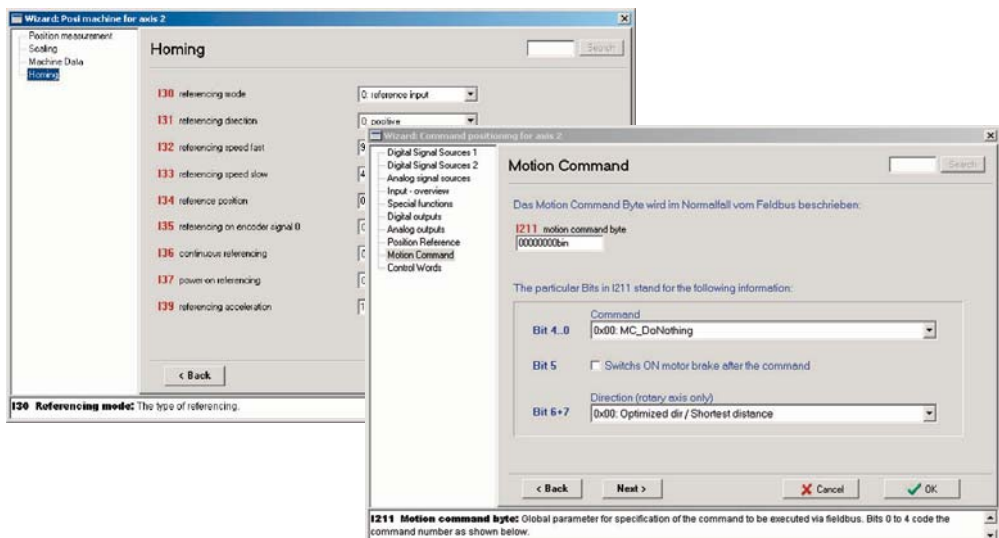 Wizard: Posi machine for axis 2
Position measurement
Scaling
Machine Data
Homing
Homing
Search
I30 referencing mode
0: reference input
I31 referencing direction
0: positive
I32 referencing speed fast
9
I33 referencing speed slow
4
I34 reference position
0
I35 referencing on encoder signal 0
I36 continuous referencing
I37 power-on referencing
I39 referencing acceleration
1
< Back
I30 Referencing mode: The type of referencing.
Wizard: Command positioning for axis 2
Digital Signal Sources 1
Digital Signal Sources 2
Analog signal sources
Input - overview
Special functions
Digital outputs
Analog outputs
Position Reference
Motion Command
Control Words
Motion Command
Search
Das Motion Command Byte wird im Normalfall vom Feldbus beschrieben:
I211 motion command byte
00000000bin
The particular Bits in I211 stand for the following information:
Command
Bit 4..0
0x00: MC_DoNothing
Bit 5
Switchs ON motor brake after the command
Direction (rotary axis only)
Bit 6+7
0x00: Optimized dir / Shortest distance
< Back
Next >
Cancel
OK
I211 Motion command byte: Global parameter for specification of the command to be executed via fieldbus. Bits 0 to 4 code the
command number as shown below.